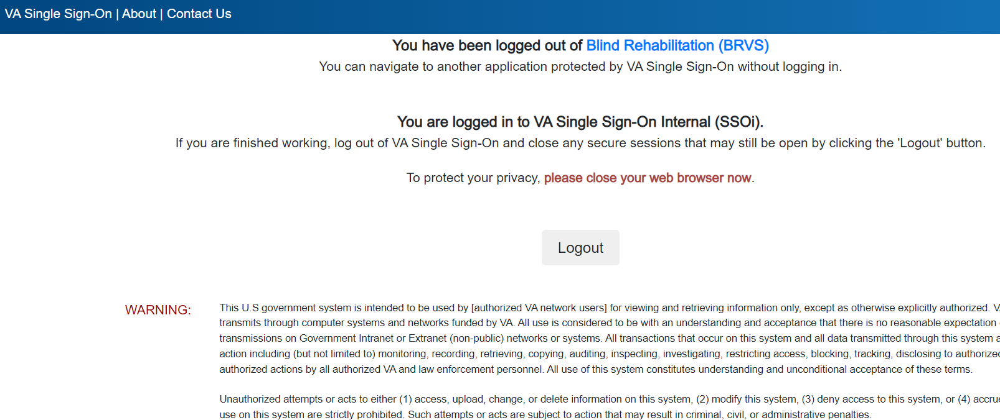 VA Single Sign-On | About | Contact Us
You have been logged out of Blind Rehabilitation (BRVS)
You can navigate to another application protected by VA Single Sign-On without logging in.
You are logged in to VA Single Sign-On Internal (SSOi).
If you are finished working, log out of VA Single Sign-On and close any secure sessions that may still be open by clicking the 'Logout' button.
To protect your privacy, please close your web browser now.
Logout
WARNING:
This U.S government system is intended to be used by [authorized VA network users] for viewing and retrieving information only, except as otherwise explicitly authorized.
transmits through computer systems and networks funded by VA. All use is considered to be with an understanding and acceptance that there is no reasonable expectation
transmissions on Government Intranet or Extranet (non-public) networks or systems. All transactions that occur on this system and all data transmitted through this system
action including (but not limited to) monitoring, recording, retrieving, copying, auditing, inspecting, investigating, restricting access, blocking, tracking, disclosing to
authorized actions by all authorized VA and law enforcement personnel. All use of this system constitutes understanding and unconditional acceptance of these terms.
Unauthorized attempts or acts to either (1) access, upload, change, or delete information on this system, (2) modify this system, (3) deny access to this system, or (4)
use on this system are strictly prohibited. Such attempts or acts are subject to action that may result in criminal, civil, or administrative penalties.